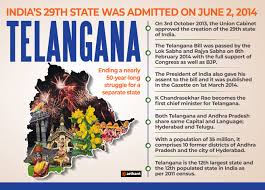 INDIA'S 29TH STATE WAS ADMITTED ON JUNE 2, 2014
TELANGANA
Ending a nearly
50-year-long
struggle for a
separate state
arihant
On 3rd October 2013, the Union Cabinet
approved the creation of the 29th state
of India.
The Telangana Bill was passed by the
Lok Sabha and Rajya Sabha on 6th
February 2014 with the full support of
Congress as well as BJP.
The President of India also gave his
assent to the bill and it was published
in the Gazette on 1st March 2014.
K Chandrasekhar Rao becomes the
first chief minister for Telangana.
Both Telangana and Andhra Pradesh
share same Capital and Language;
Hyderabad and Telugu.
With a population of 35 million, it
comprises 10 former districts of Andhra
Pradesh and the city of Hyderabad.
Telangana is the 12th largest state and
the 12th populated state in India as
per 2011 census.